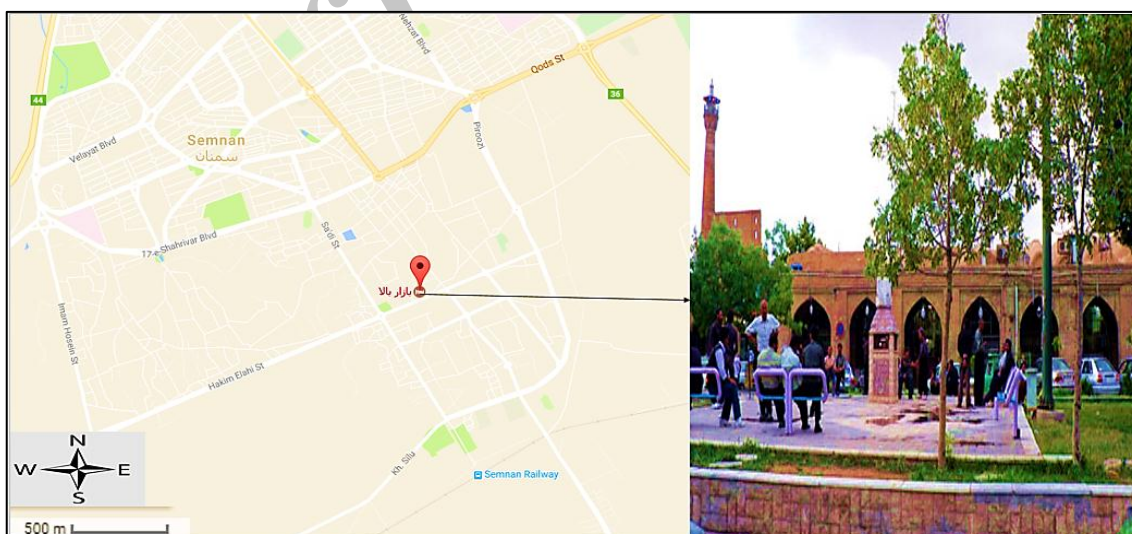 Nehzat Blvd
Qods St
44
36
Semnan
سمنان
Velayat Blvd
Piroozi
17-e-Shahrivar Blvd
Sa'di St
بازار بالا
Imam Hosein St
Hakim Elahi St
Kh. Silu
Semnan Railway
N
W E
S
500 m